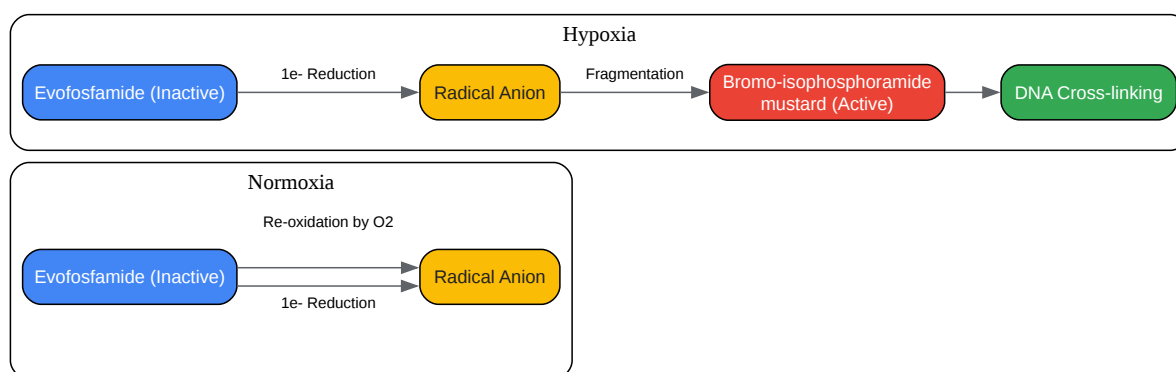 Hypoxia
Evofosfamide (Inactive)
1e- Reduction
Radical Anion
Fragmentation
Bromo-isophosphoramide
mustard (Active)
DNA Cross-linking
Normoxia
Re-oxidation by O2
Evofosfamide (Inactive)
Radical Anion
1e- Reduction